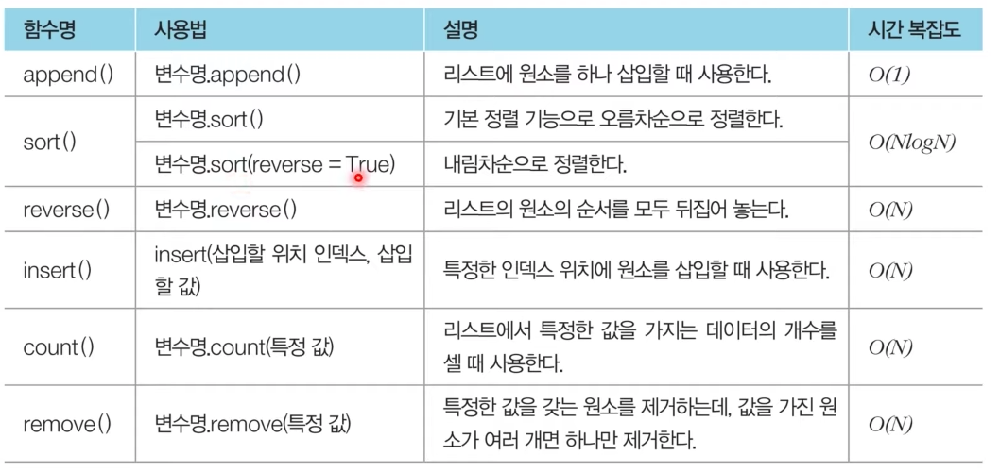 함수명 사용법 설명 시간 복잡도
append() 변수명.append() 리스트에 원소를 하나 삽입할 때 사용한다. O(1)
sort() 변수명.sort() 기본 정렬 기능으로 오름차순으로 정렬한다. O(NlogN)
변수명.sort(reverse = True) 내림차순으로 정렬한다.
reverse() 변수명.reverse() 리스트의 원소의 순서를 모두 뒤집어 놓는다. O(N)
insert() insert(삽입할 위치 인덱스, 삽입
할 값) 특정한 인덱스 위치에 원소를 삽입할 때 사용한다. O(N)
count() 변수명.count(특정 값) 리스트에서 특정한 값을 가지는 데이터의 개수를
셀 때 사용한다. O(N)
remove() 변수명.remove(특정 값) 특정한 값을 갖는 원소를 제거하는데, 값을 가진 원
소가 여러 개면 하나만 제거한다. O(N)